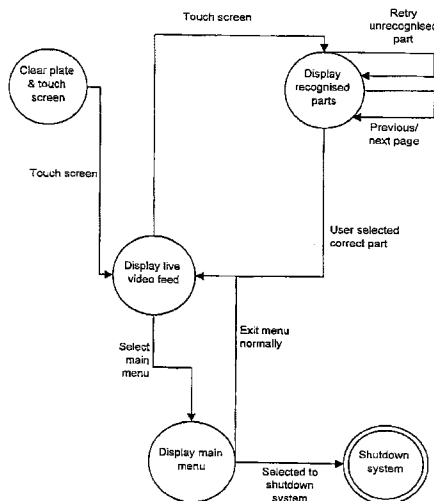 Touch screen
Retry
unrecognised
part
Clear plate
& touch
screen
Display
recognised
parts
Previous/
next page
Touch screen
User selected
correct part
Display live
video feed
Select
main
menu
Exit menu
normally
Display main
menu
Selected to
shutdown
system
Shutdown
system